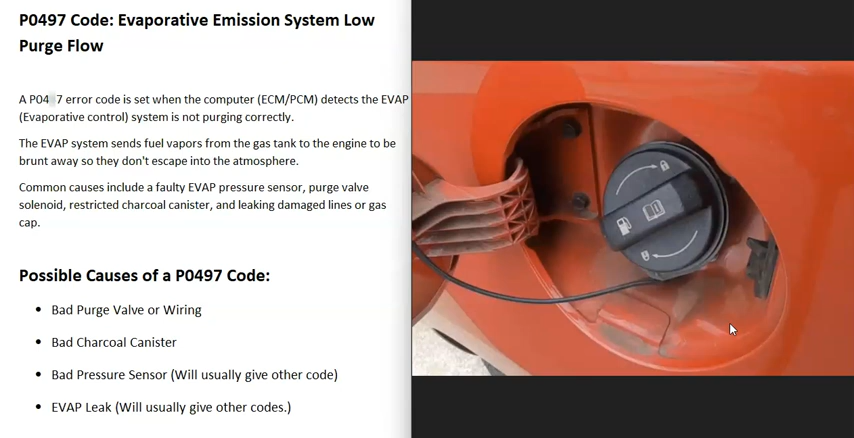 P0497 Code: Evaporative Emission System Low
Purge Flow
A P04 7 error code is set when the computer (ECM/PCM) detects the EVAP
(Evaporative control) system is not purging correctly.
The EVAP system sends fuel vapors from the gas tank to the engine to be
brunt away so they don't escape into the atmosphere.
Common causes include a faulty EVAP pressure sensor, purge valve
solenoid, restricted charcoal canister, and leaking damaged lines or gas
cap.
Possible Causes of a P0497 Code:
• Bad Purge Valve or Wiring
• Bad Charcoal Canister
• Bad Pressure Sensor (Will usually give other code)
• EVAP Leak (Will usually give other codes.)